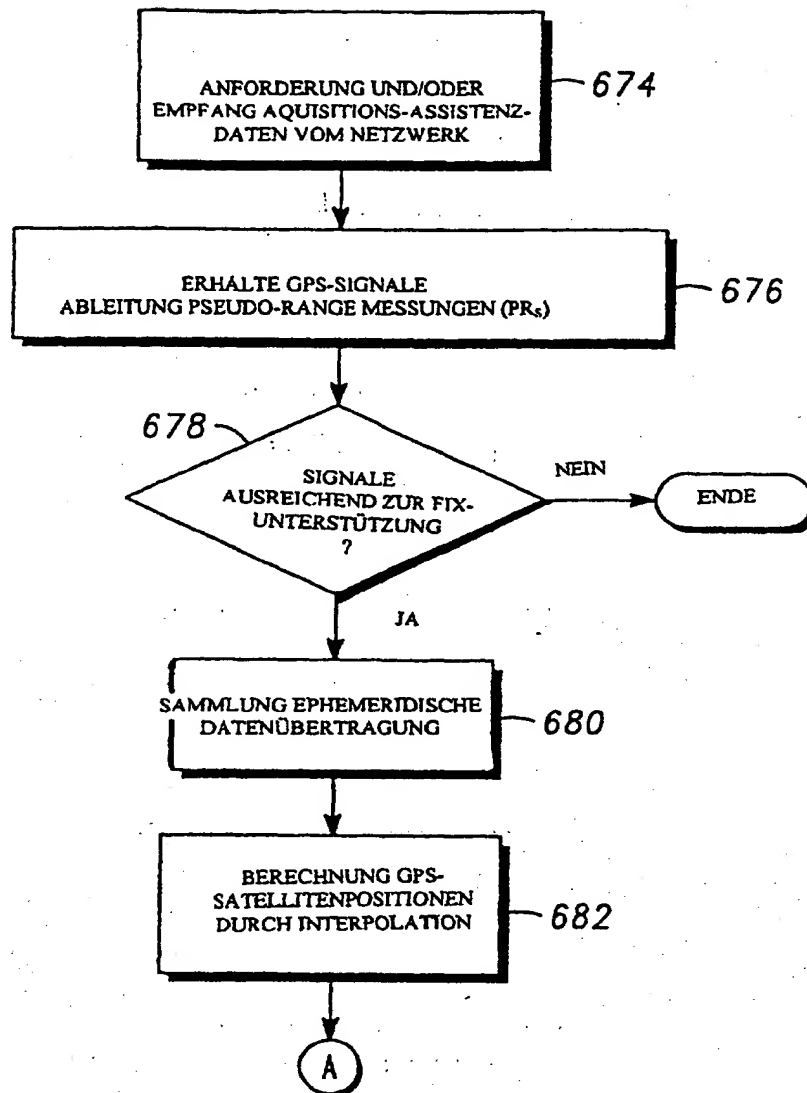 ANFORDERUNG UND/ODER
EMPFANG AQUISITIONS-ASSISTENZ-
DATEN VOM NETZWERK
674
ERHALTE GPS-SIGNALE
ABLEITUNG PSEUDO-RANGE MESSUNGEN (PRs)
676
678
SIGNALE
AUSREICHEND ZUR FIX-
UNTERSTÜTZUNG
?
NEIN
ENDE
JA
SAMMLUNG EPHEMERIDISCHE
DATENÜBERTRAGUNG
680
BERECHNUNG GPS-
SATELLITENPOSITIONEN
DURCH INTERPOLATION
682
A